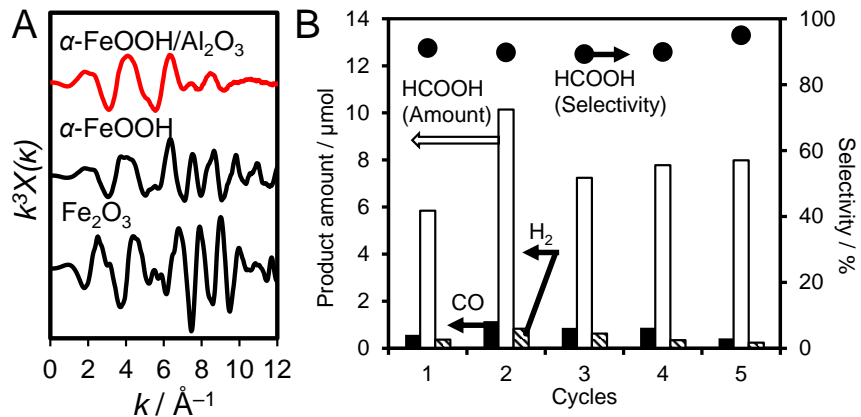 A
α-FeOOH/Al₂O₃
α-FeOOH
Fe₂O₃
k³X(κ)
0 2 4 6 8 10 12
k / Å⁻¹
B
14
12
10
8
6
4
2
0
Product amount / μmol
HCOOH
(Amount)
HCOOH
(Selectivity)
H₂
CO
1 2 3 4 5
Cycles
100
80
60
40
20
0
Selectivity / %